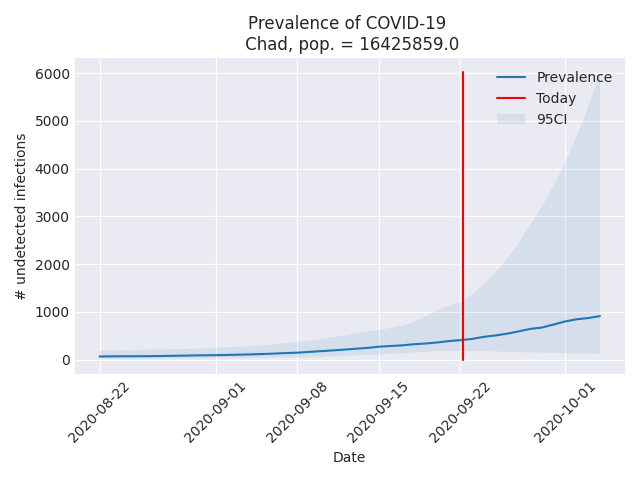 Prevalence of COVID-19
Chad, pop. = 16425859.0
6000
5000
4000
3000
2000
1000
0
# undetected infections
Prevalence
Today
95CI
2020-08-22
2020-09-01
2020-09-08
2020-09-15
2020-09-22
2020-10-01
Date